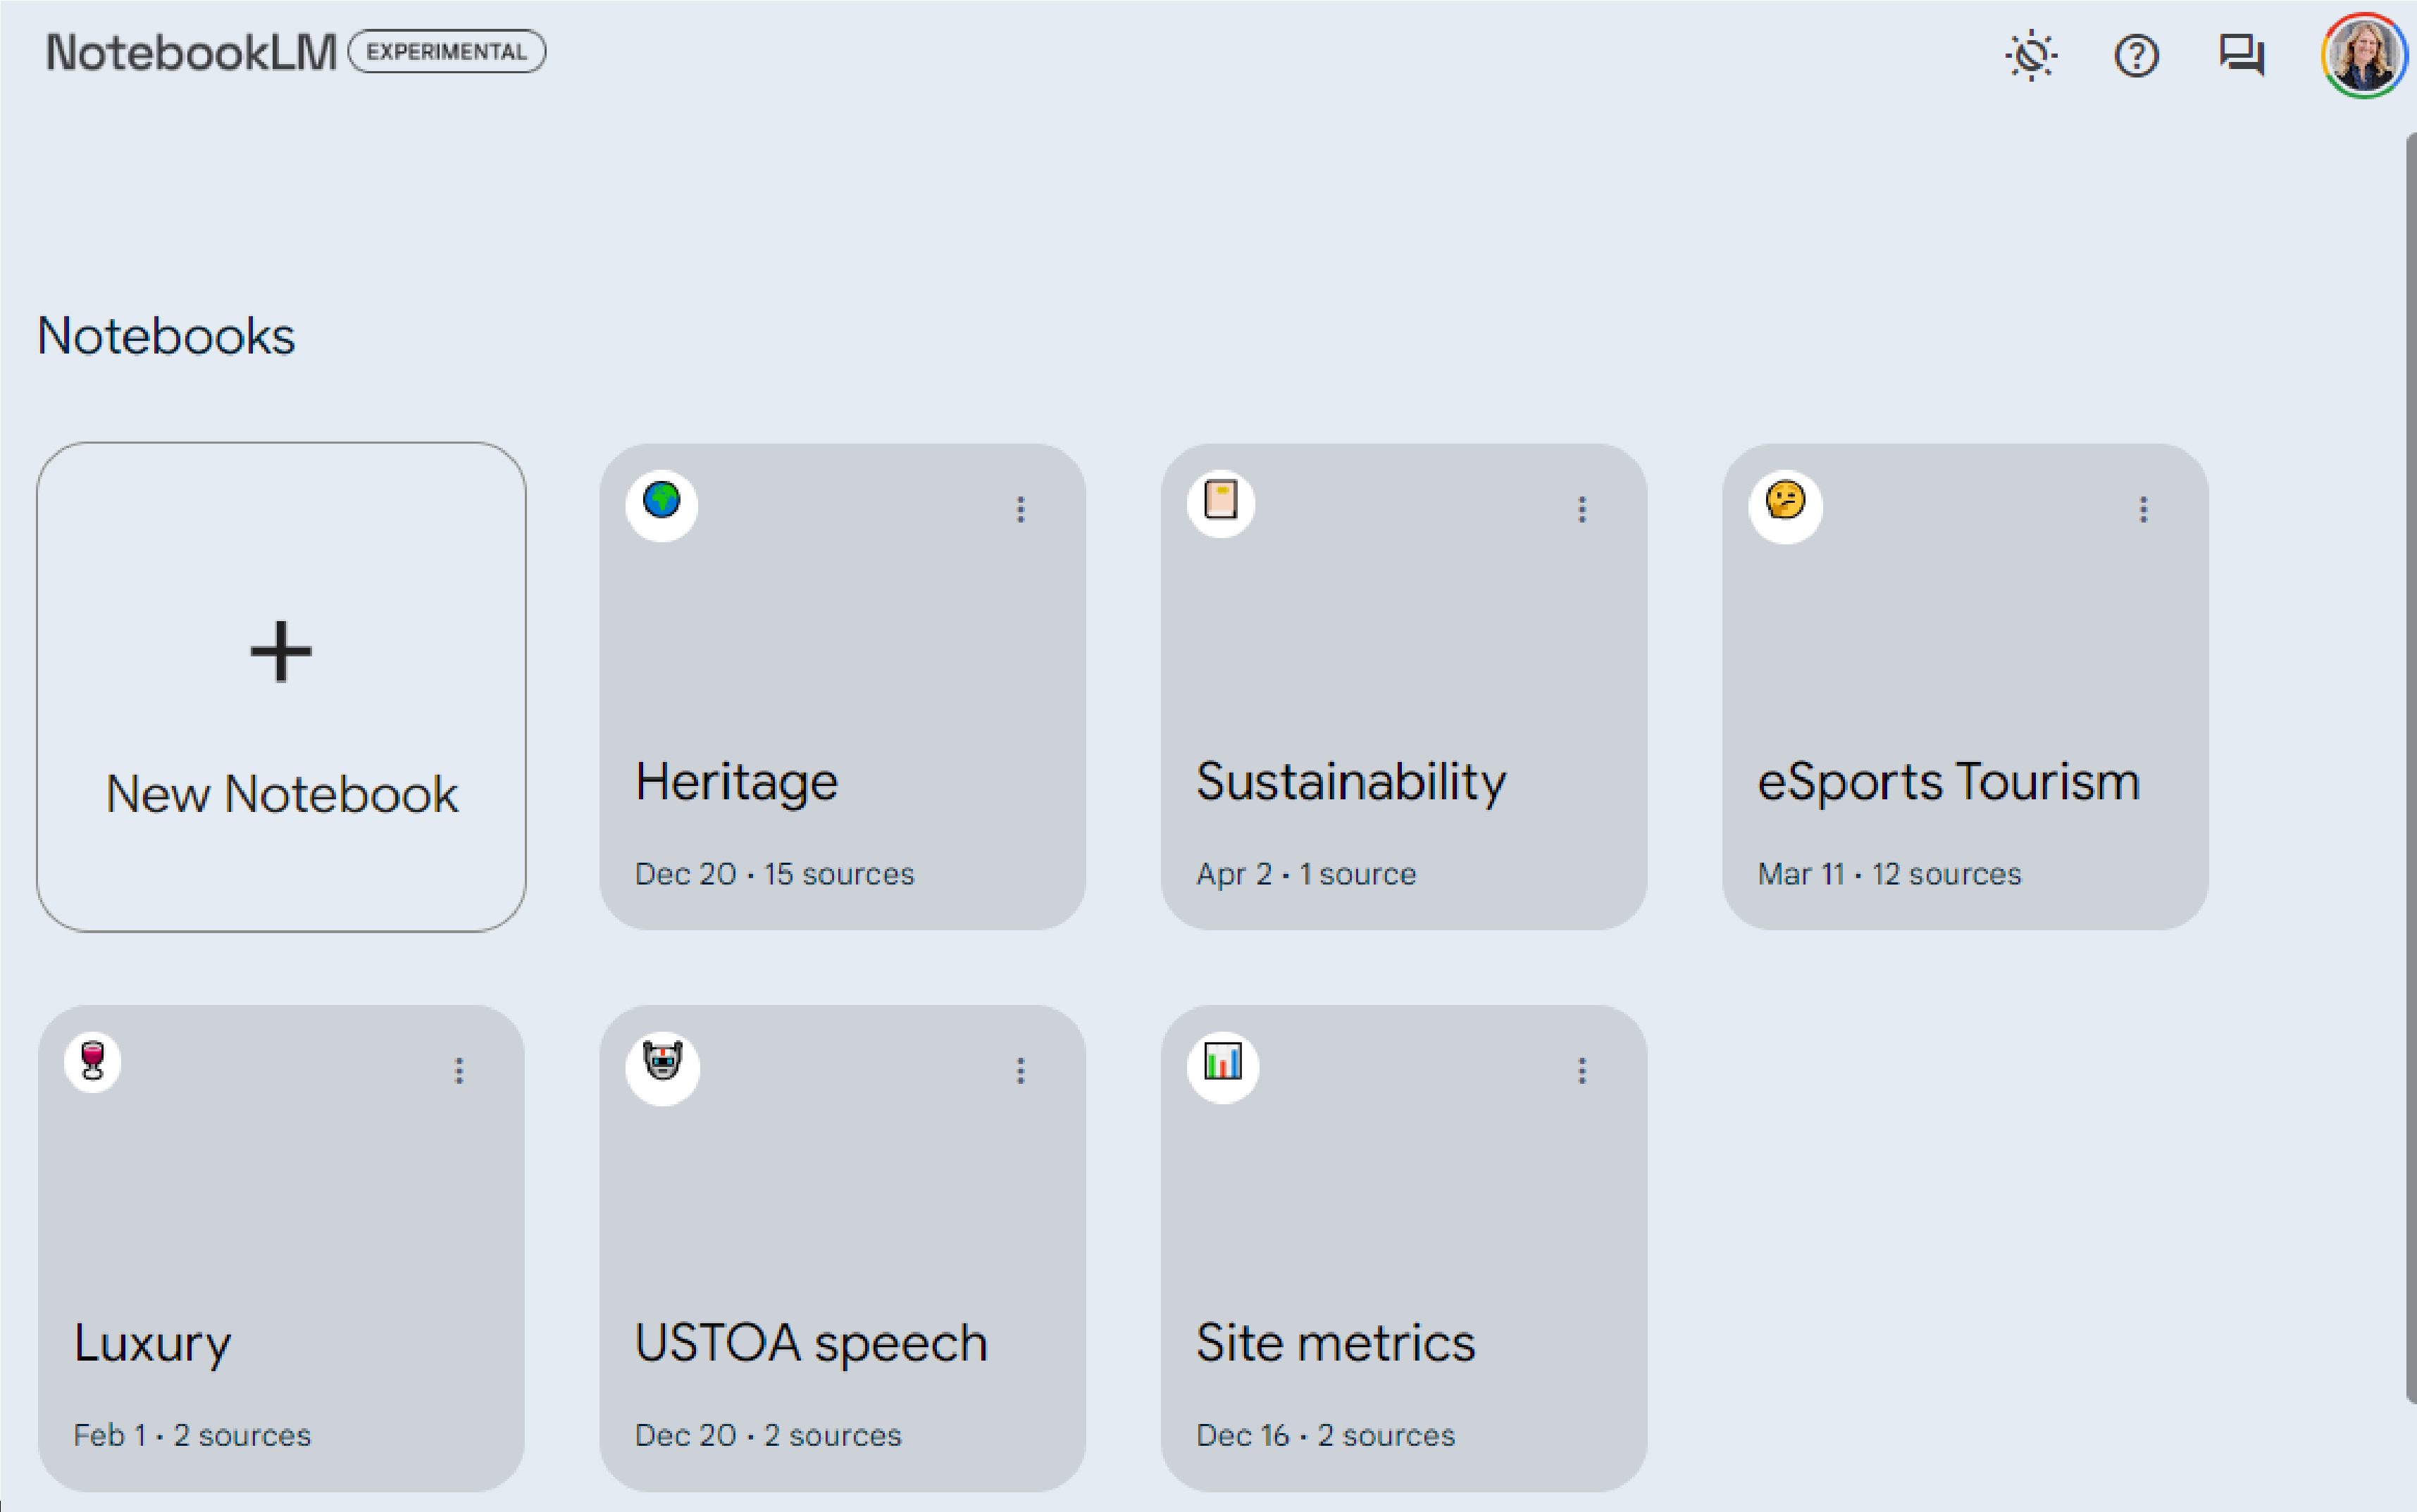 NotebookLM EXPERIMENTAL
Notebooks
New Notebook
Heritage
Dec 20 • 15 sources
Sustainability
Apr 2 • 1 source
eSports Tourism
Mar 11 • 12 sources
Luxury
Feb 1 • 2 sources
USTOA speech
Dec 20 • 2 sources
Site metrics
Dec 16 • 2 sources